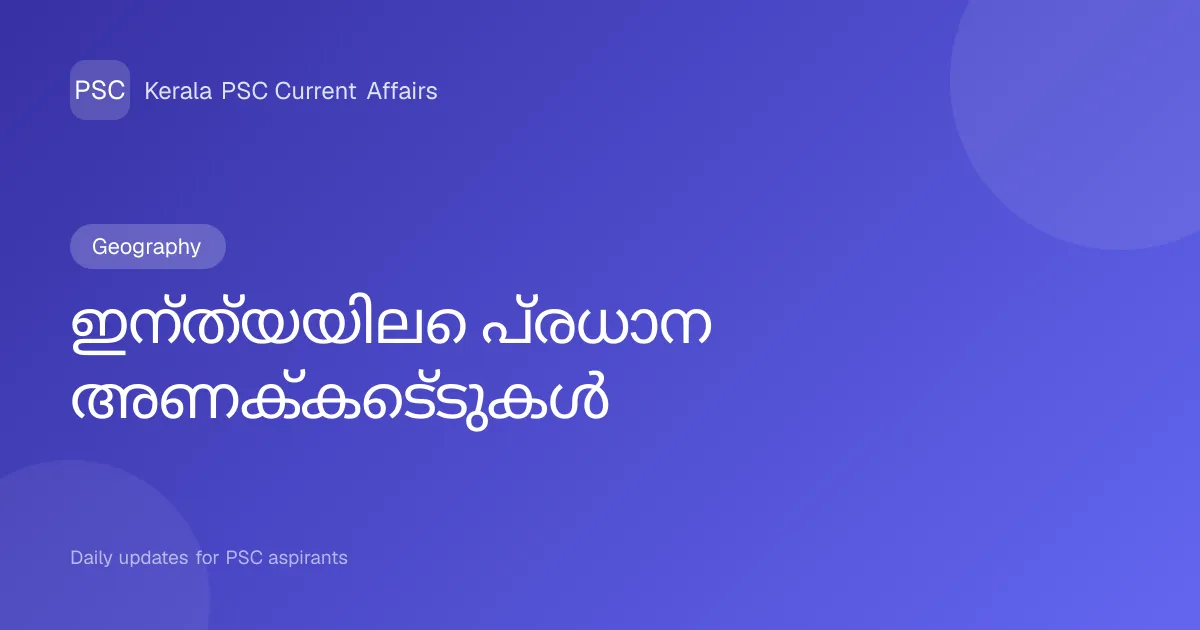 PSC Kerala PSC Current Affairs
Geography
ഇന്ത്യയിലെ പ്രധാന
അണക്കെട്ടുകൾ
Daily updates for PSC aspirants